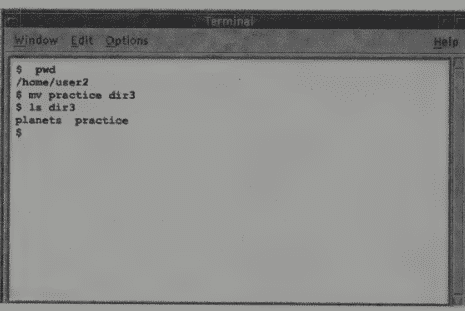 Terminal
Window Edit Options Help
$ pwd
/home/user2
$ mv practice dir3
$ ls dir3
planets practice
$